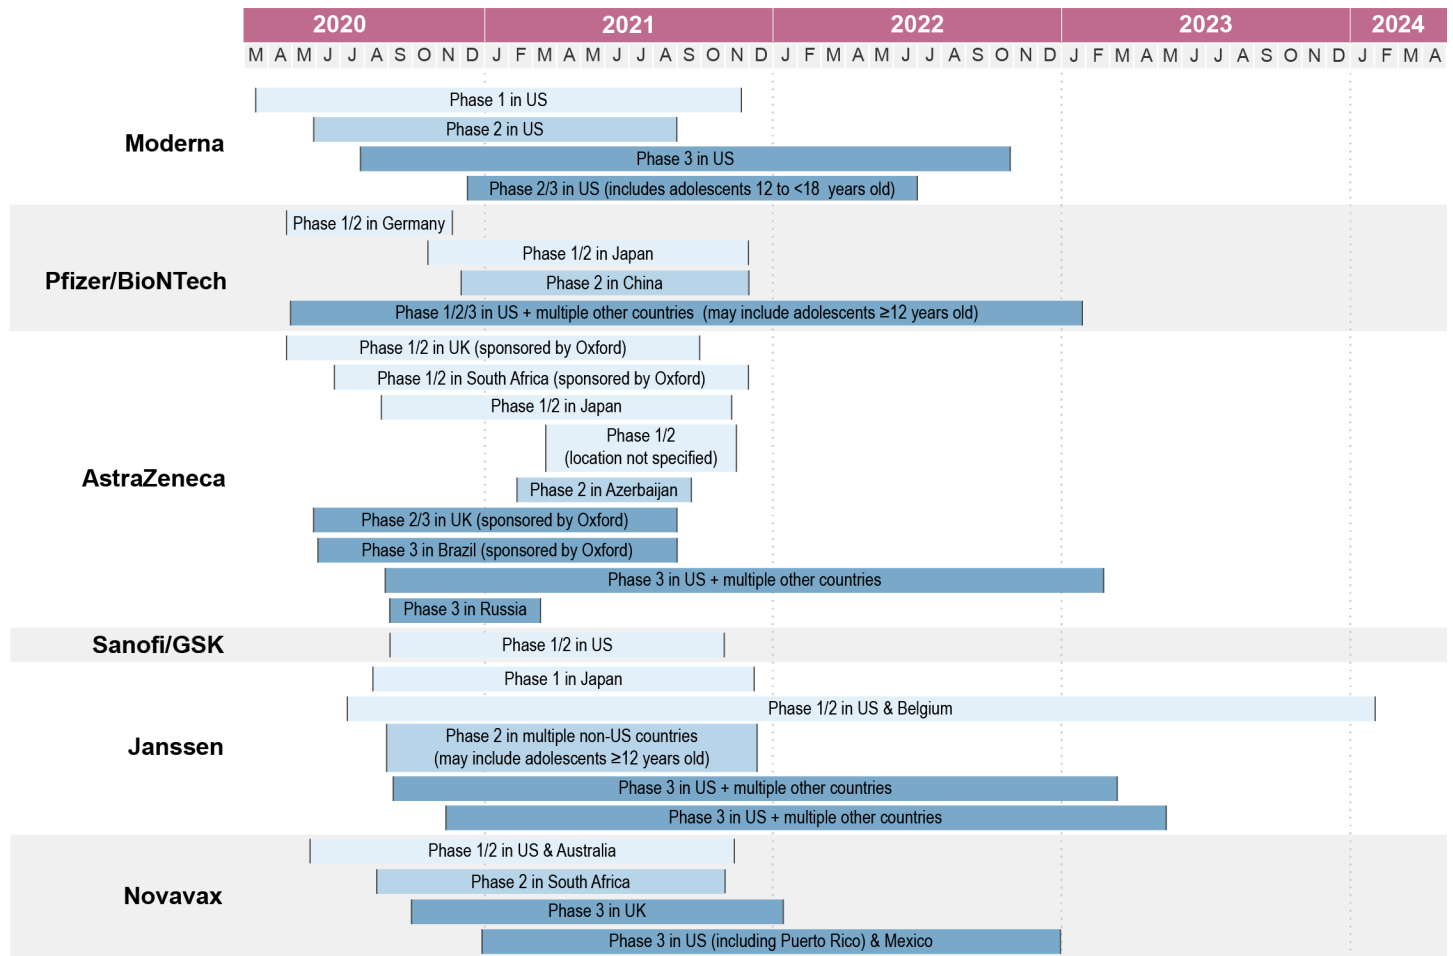 2020 2021 2022 2023 2024
M A M J J A S O N D J F M A M J J A S O N D J F M A M J J A S O N D J F M A M J J A S O N D J F M A
Phase 1 in US
Phase 2 in US
Moderna
Phase 3 in US
Phase 2/3 in US (includes adolescents 12 to <18 years old)
Phase 1/2 in Germany
Phase 1/2 in Japan
Pfizer/BioNTech
Phase 2 in China
Phase 1/2/3 in US + multiple other countries (may include adolescents ≥12 years old)
Phase 1/2 in UK (sponsored by Oxford)
Phase 1/2 in South Africa (sponsored by Oxford)
Phase 1/2 in Japan
Phase 1/2
(location not specified)
AstraZeneca
Phase 2 in Azerbaijan
Phase 2/3 in UK (sponsored by Oxford)
Phase 3 in Brazil (sponsored by Oxford)
Phase 3 in US + multiple other countries
Phase 3 in Russia
Sanofi/GSK
Phase 1/2 in US
Phase 1 in Japan
Phase 1/2 in US & Belgium
Janssen
Phase 2 in multiple non-US countries
(may include adolescents ≥12 years old)
Phase 3 in US + multiple other countries
Phase 3 in US + multiple other countries
Phase 1/2 in US & Australia
Phase 2 in South Africa
Novavax
Phase 3 in UK
Phase 3 in US (including Puerto Rico) & Mexico